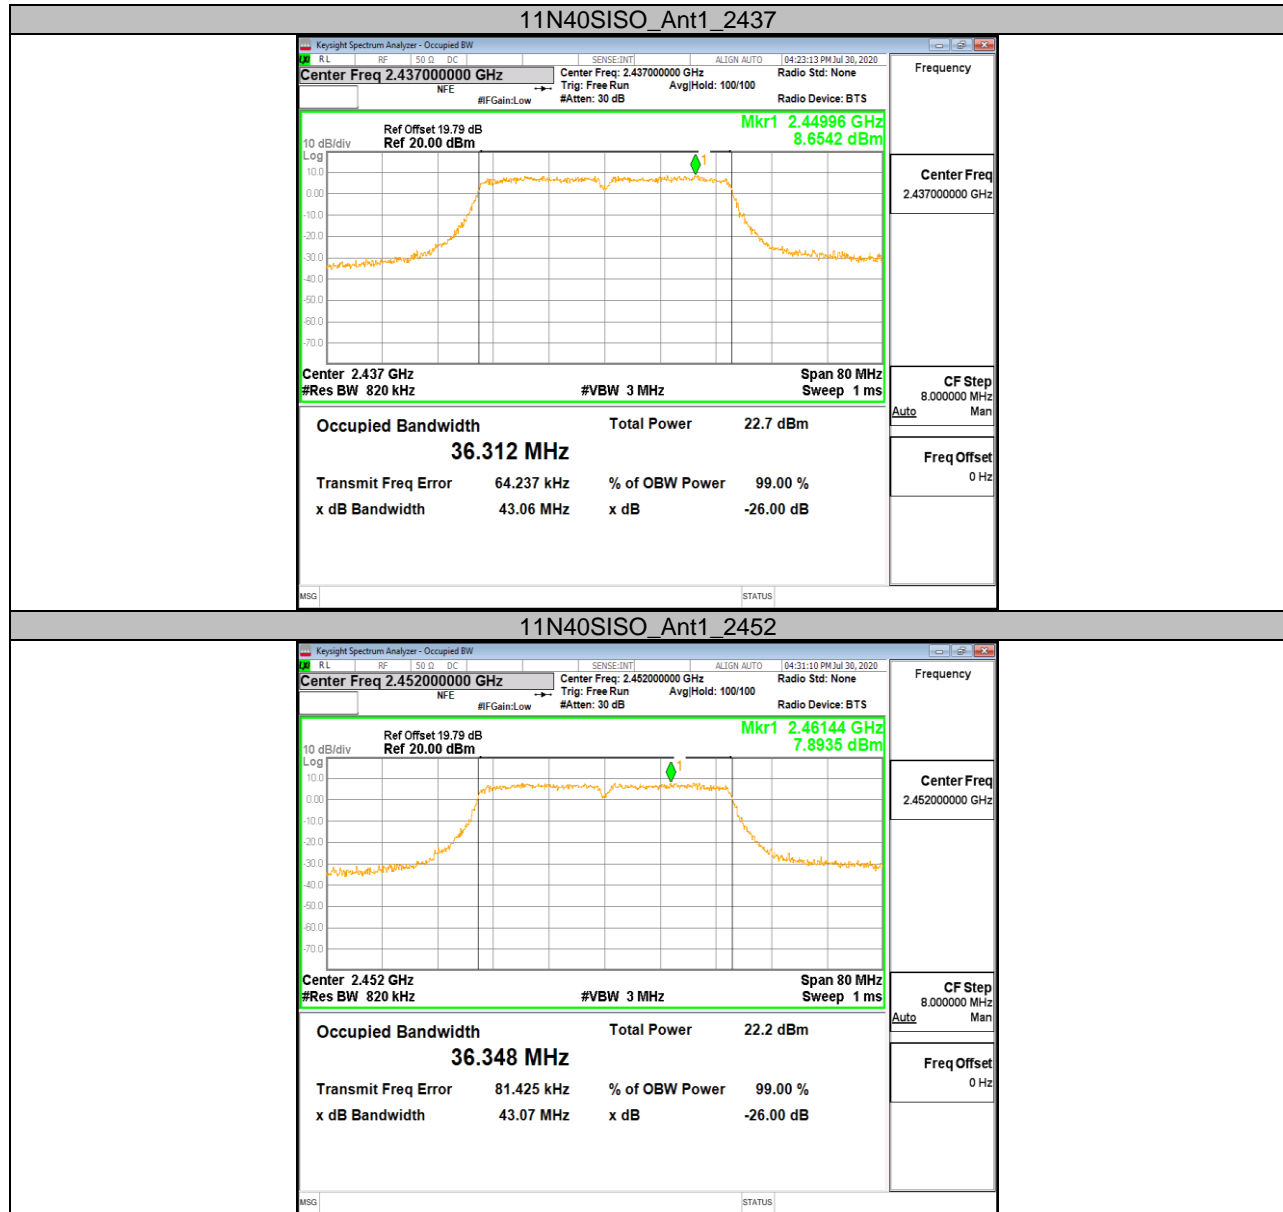 11N40SISO_Ant1_2437
Keysight Spectrum Analyzer - Occupied BW
RL RF 50 Ω DC SENSE:INT ALIGN AUTO 04:23:13 PM Jul 30, 2020
Center Freq 2.437000000 GHz Center Freq: 2.437000000 GHz Radio Std: None Frequency
NFE Trig: Free Run Avg|Hold: 100/100
#IFGain:Low #Atten: 30 dB Radio Device: BTS
Mkr1 2.44996 GHz
8.6542 dBm
Ref Offset 19.79 dB
10 dB/div Ref 20.00 dBm
Log
1
10.0
0.00
-10.0
-20.0
-30.0
-40.0
-50.0
-60.0
-70.0
Center Freq
2.437000000 GHz
Center 2.437 GHz Span 80 MHz
#Res BW 820 kHz #VBW 3 MHz Sweep 1 ms
CF Step
8.000000 MHz
Auto Man
Occupied Bandwidth Total Power 22.7 dBm
36.312 MHz
Freq Offset
0 Hz
Transmit Freq Error 64.237 kHz % of OBW Power 99.00 %
x dB Bandwidth 43.06 MHz x dB -26.00 dB
MSG STATUS
11N40SISO_Ant1_2452
Keysight Spectrum Analyzer - Occupied BW
RL RF 50 Ω DC SENSE:INT ALIGN AUTO 04:31:10 PM Jul 30, 2020
Center Freq 2.452000000 GHz Center Freq: 2.452000000 GHz Radio Std: None Frequency
NFE Trig: Free Run Avg|Hold: 100/100
#IFGain:Low #Atten: 30 dB Radio Device: BTS
Mkr1 2.46144 GHz
7.8935 dBm
Ref Offset 19.79 dB
10 dB/div Ref 20.00 dBm
Log
1
10.0
0.00
-10.0
-20.0
-30.0
-40.0
-50.0
-60.0
-70.0
Center Freq
2.452000000 GHz
Center 2.452 GHz Span 80 MHz
#Res BW 820 kHz #VBW 3 MHz Sweep 1 ms
CF Step
8.000000 MHz
Auto Man
Occupied Bandwidth Total Power 22.2 dBm
36.348 MHz
Freq Offset
0 Hz
Transmit Freq Error 81.425 kHz % of OBW Power 99.00 %
x dB Bandwidth 43.07 MHz x dB -26.00 dB
MSG STATUS